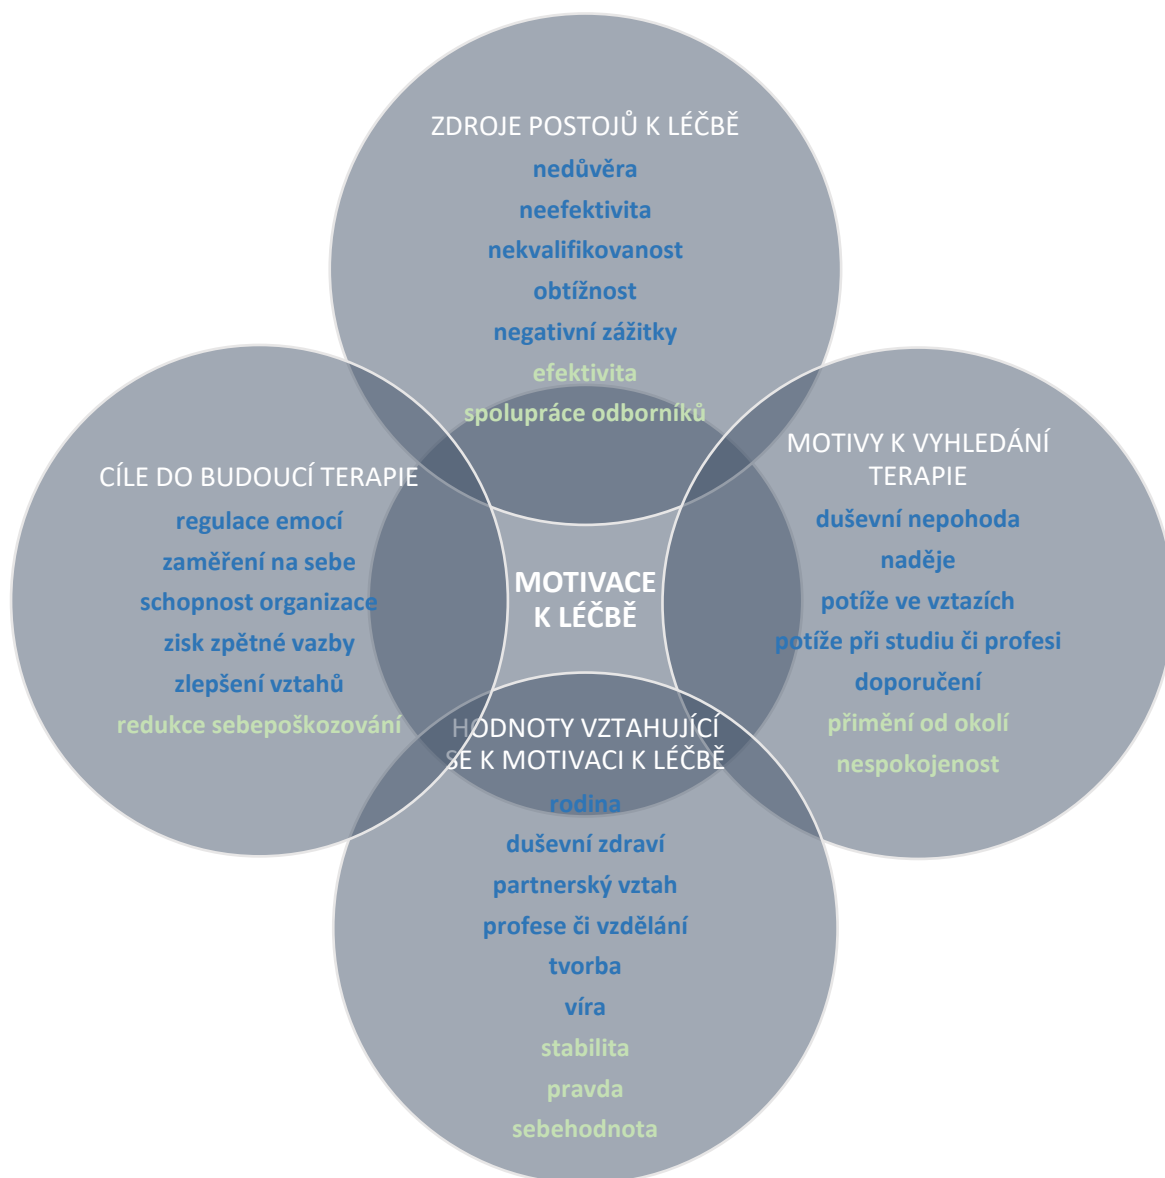 ZDROJE POSTOJŮ K LÉČBĚ
nedůvěra
neefektivita
nekvalifikovanost
obtížnost
negativní zážitky
efektivita
spolupráce odborníků
CÍLE DO BUDOUCÍ TERAPIE
regulace emocí
zaměření na sebe
schopnost organizace
zisk zpětné vazby
zlepšení vztahů
redukce sebepoškozování
MOTIVACE
K LÉČBĚ
MOTIVY K VYHLEDÁNÍ
TERAPIE
duševní nepohoda
naděje
potíže ve vztazích
potíže při studiu či profesi
doporučení
přimění od okolí
nespokojenost
HODNOTY VZTAHUJÍCÍ
SE K MOTIVACI K LÉČBĚ
rodina
duševní zdraví
partnerský vztah
profese či vzdělání
tvorba
víra
stabilita
pravda
sebehodnota